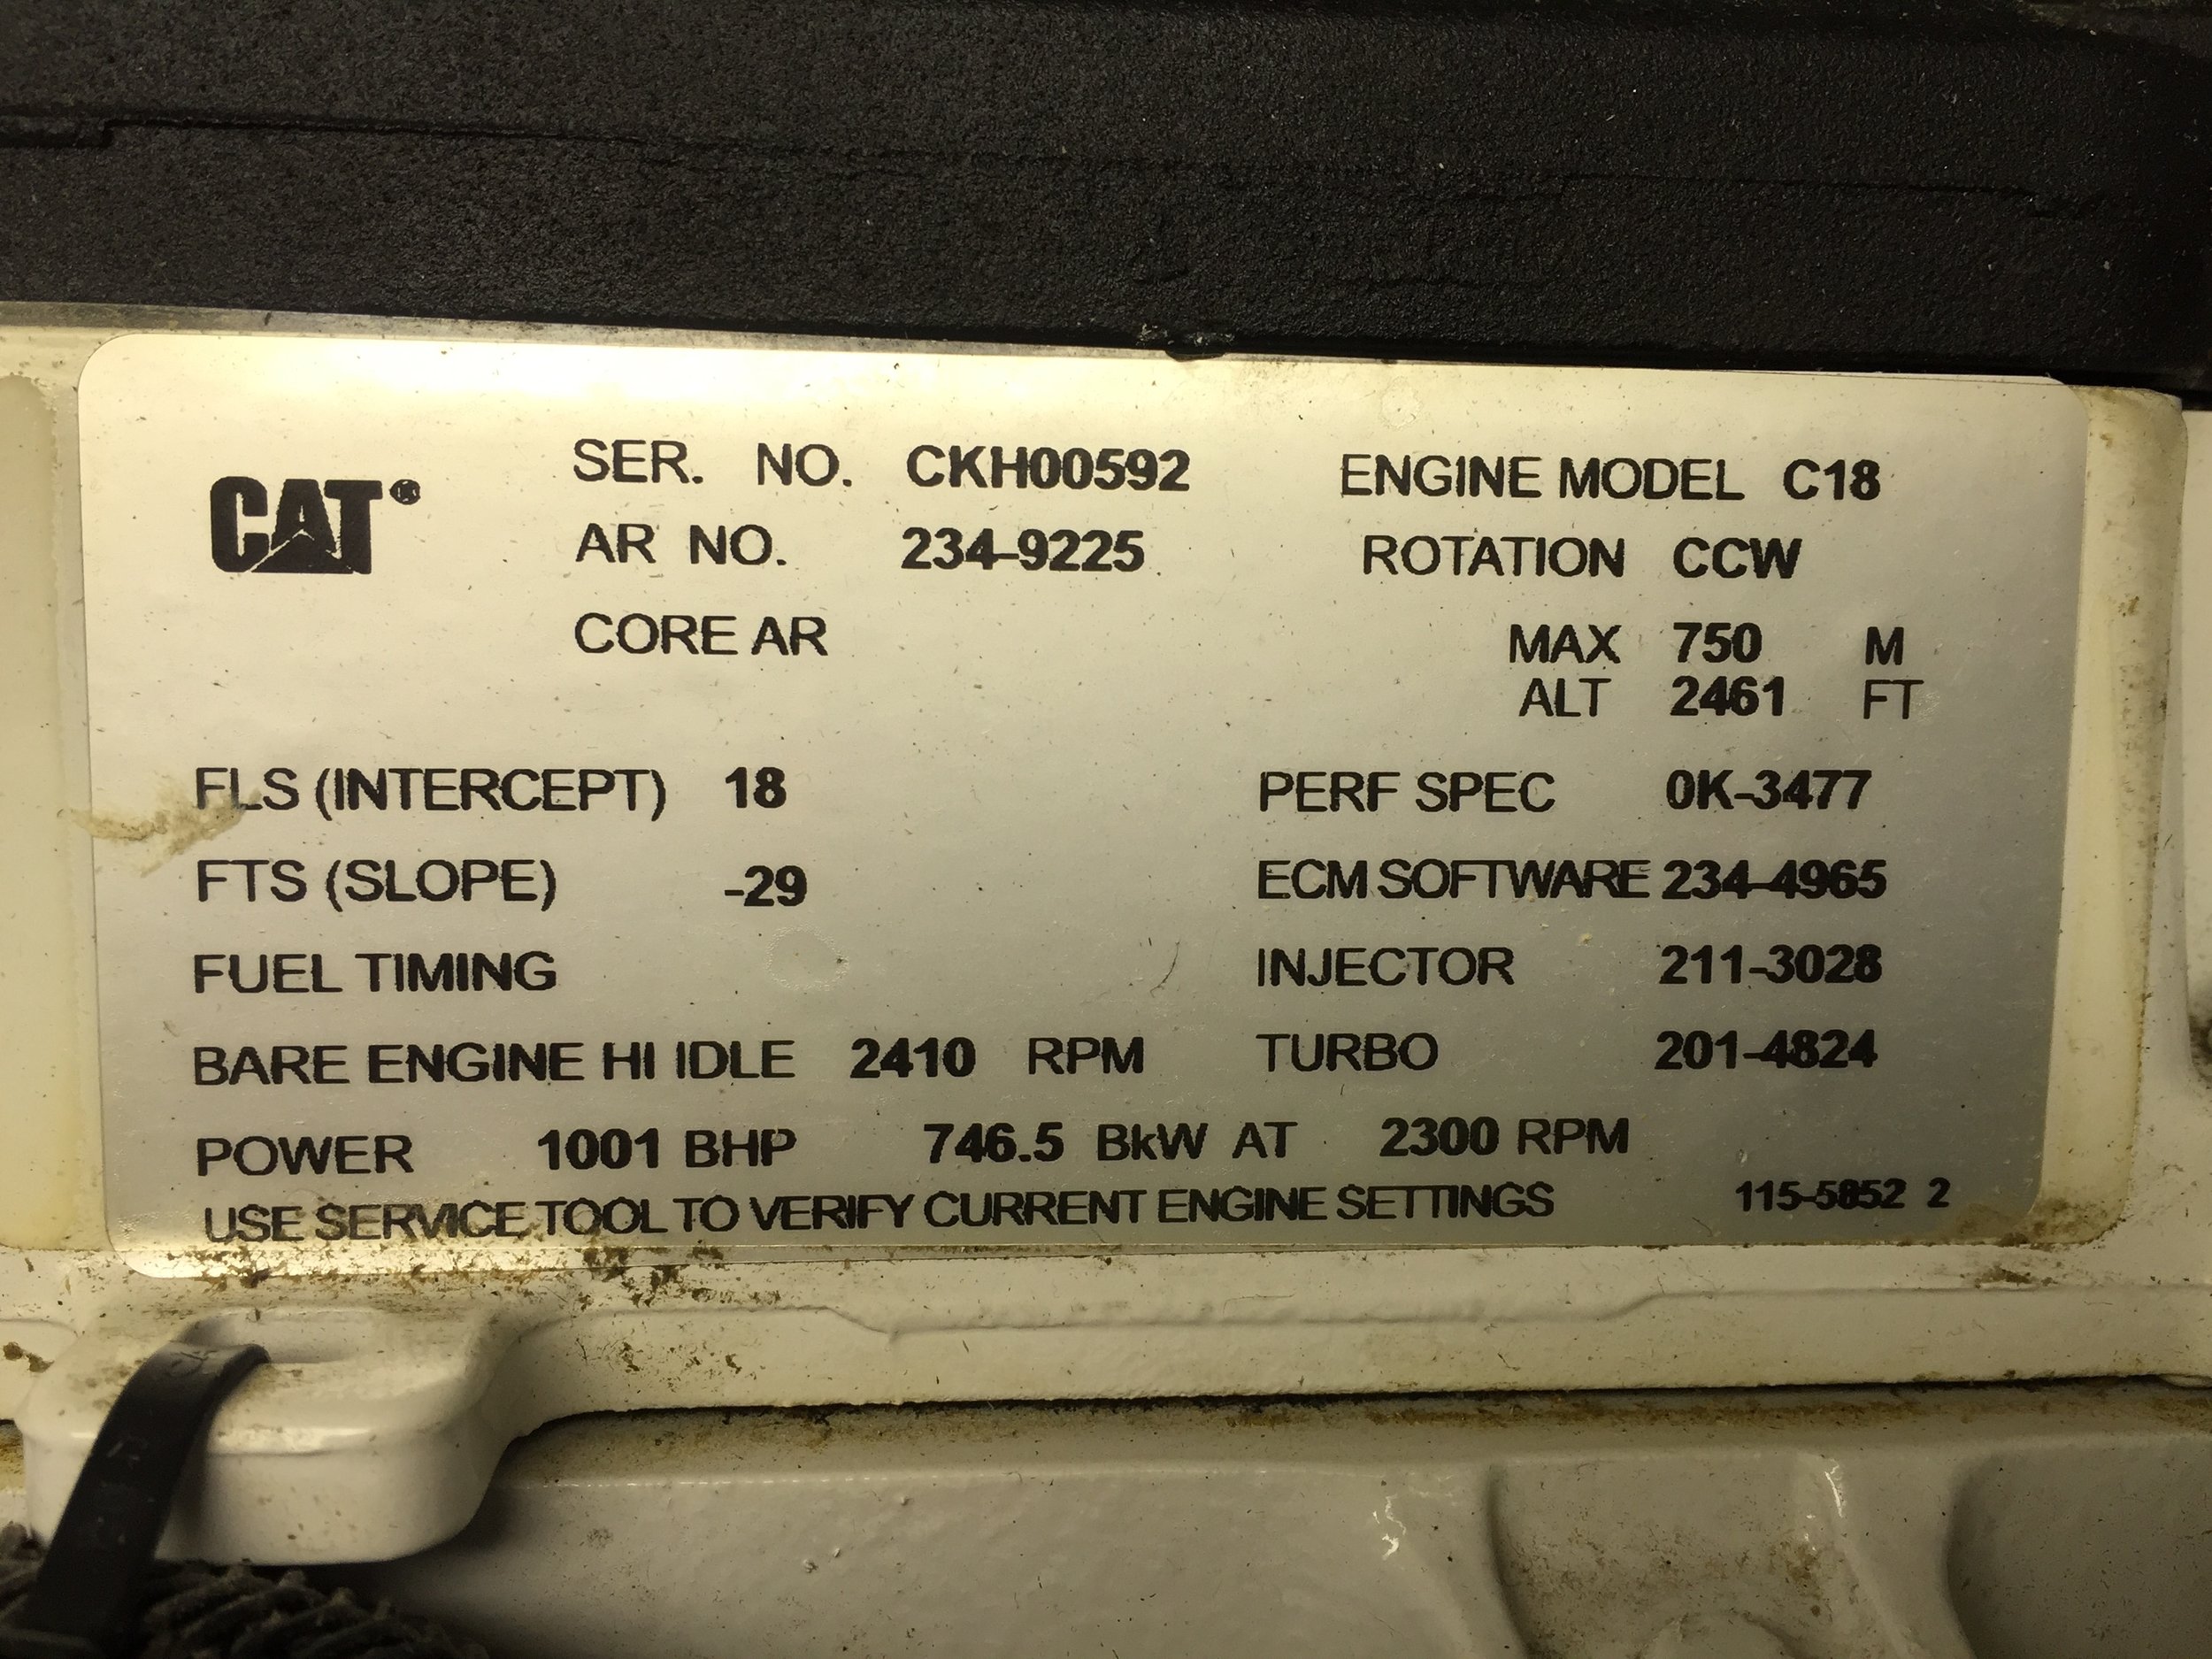 CAT®
SER. NO. CKH00592 ENGINE MODEL C18
AR NO. 234-9225 ROTATION CCW
CORE AR MAX 750 M
ALT 2461 FT
FLS (INTERCEPT) 18 PERF SPEC 0K-3477
FTS (SLOPE) -29 ECM SOFTWARE 234-4965
FUEL TIMING INJECTOR 211-3028
BARE ENGINE HI IDLE 2410 RPM TURBO 201-4824
POWER 1001 BHP 746.5 BkW AT 2300 RPM
USE SERVICE TOOL TO VERIFY CURRENT ENGINE SETTINGS 115-5852 2